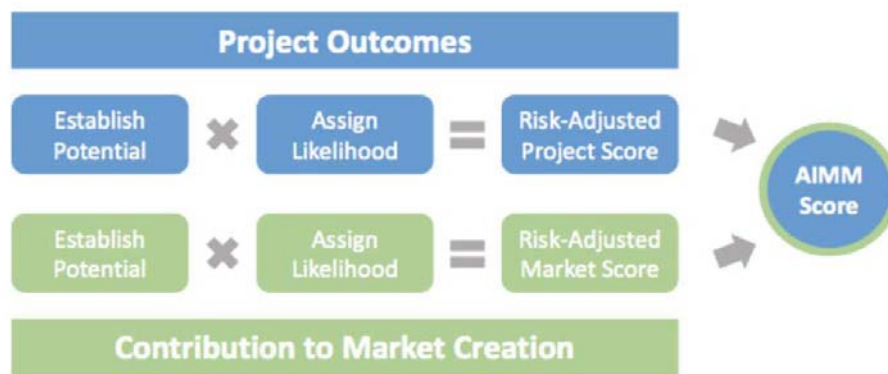 Project Outcomes
Establish
Potential
Assign
Likelihood
Risk-Adjusted
Project Score
AIMM
Score
Establish
Potential
Assign
Likelihood
Risk-Adjusted
Market Score
Contribution to Market Creation